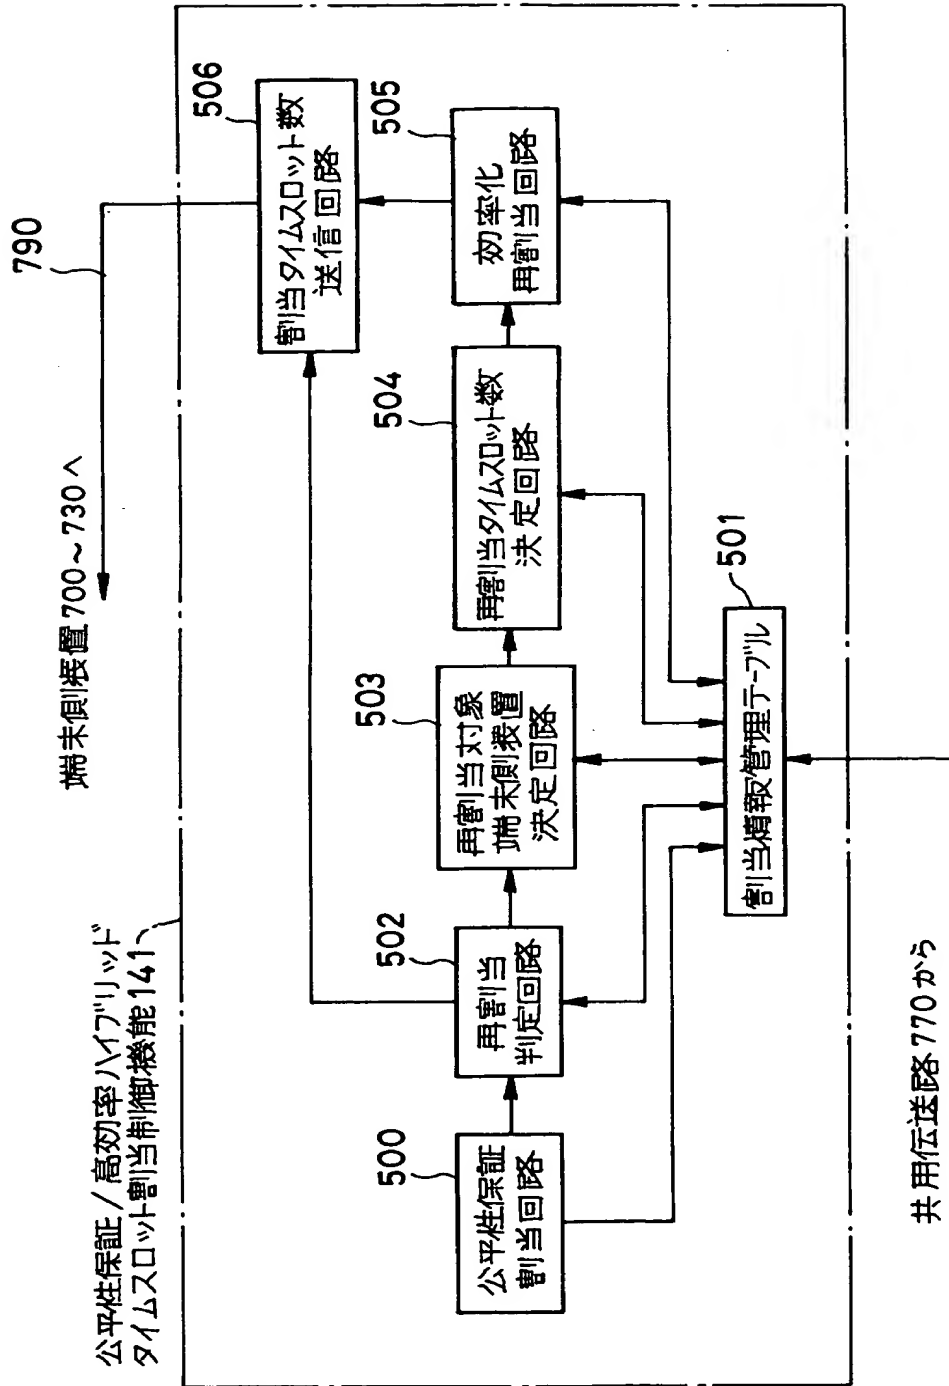 公平性保証/高効率ハイブリッド
タイムスロット割当制御機能141
端末側装置700~730へ
790
506
割当タイムスロット数
送信回路
500
公平性保証
割当回路
502
再割当
判定回路
503
再割当対象
端末側装置
決定回路
504
再割当タイムスロット数
決定回路
505
効率化
再割当回路
501
割当情報管理テーブル
共用伝送路770から